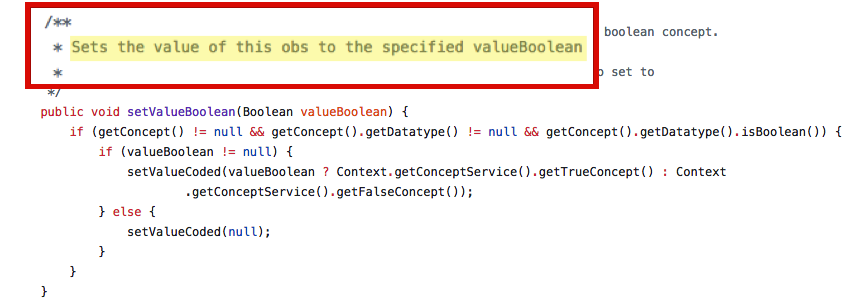 /**
* Sets the value of this obs to the specified valueBoolean boolean concept.
*
set to
*/
public void setValueBoolean(Boolean valueBoolean) {
if (getConcept() != null && getConcept().getDatatype() != null && getConcept().getDatatype().isBoolean()) {
if (valueBoolean != null) {
setValueCoded(valueBoolean ? Context.getConceptService().getTrueConcept() : Context
.getConceptService().getFalseConcept());
} else {
setValueCoded(null);
}
}
}